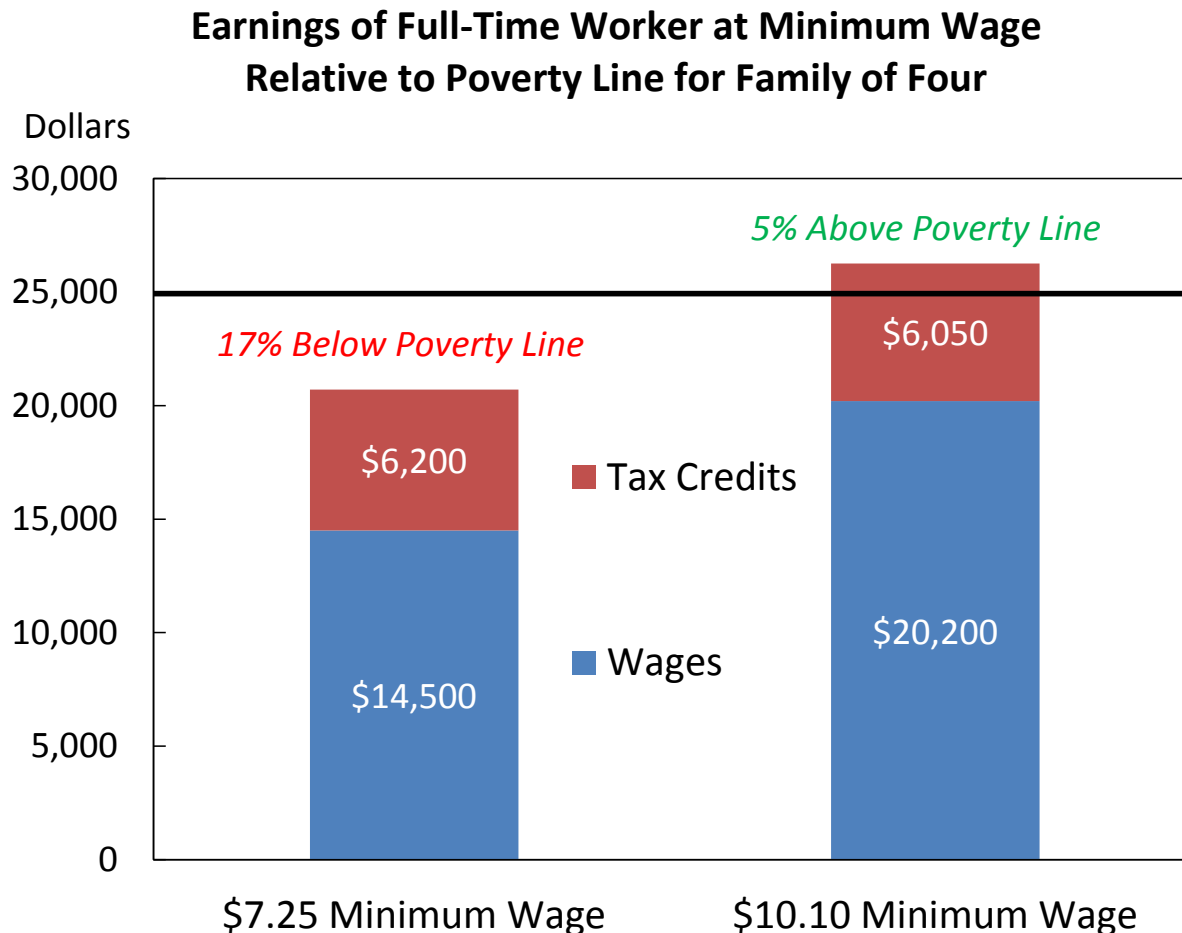 Earnings of Full-Time Worker at Minimum Wage
Relative to Poverty Line for Family of Four
Dollars
30,000
5% Above Poverty Line
25,000
$6,050
17% Below Poverty Line
20,000
$6,200
Tax Credits
15,000
10,000
$20,200
Wages
$14,500
5,000
0
$7.25 Minimum Wage
$10.10 Minimum Wage